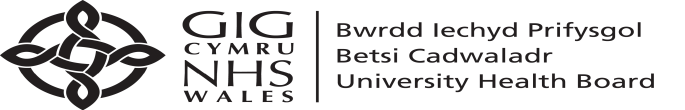 GIG
CYMRU
NHS
WALES
Bwrdd Iechyd Prifysgol
Betsi Cadwaladr
University Health Board